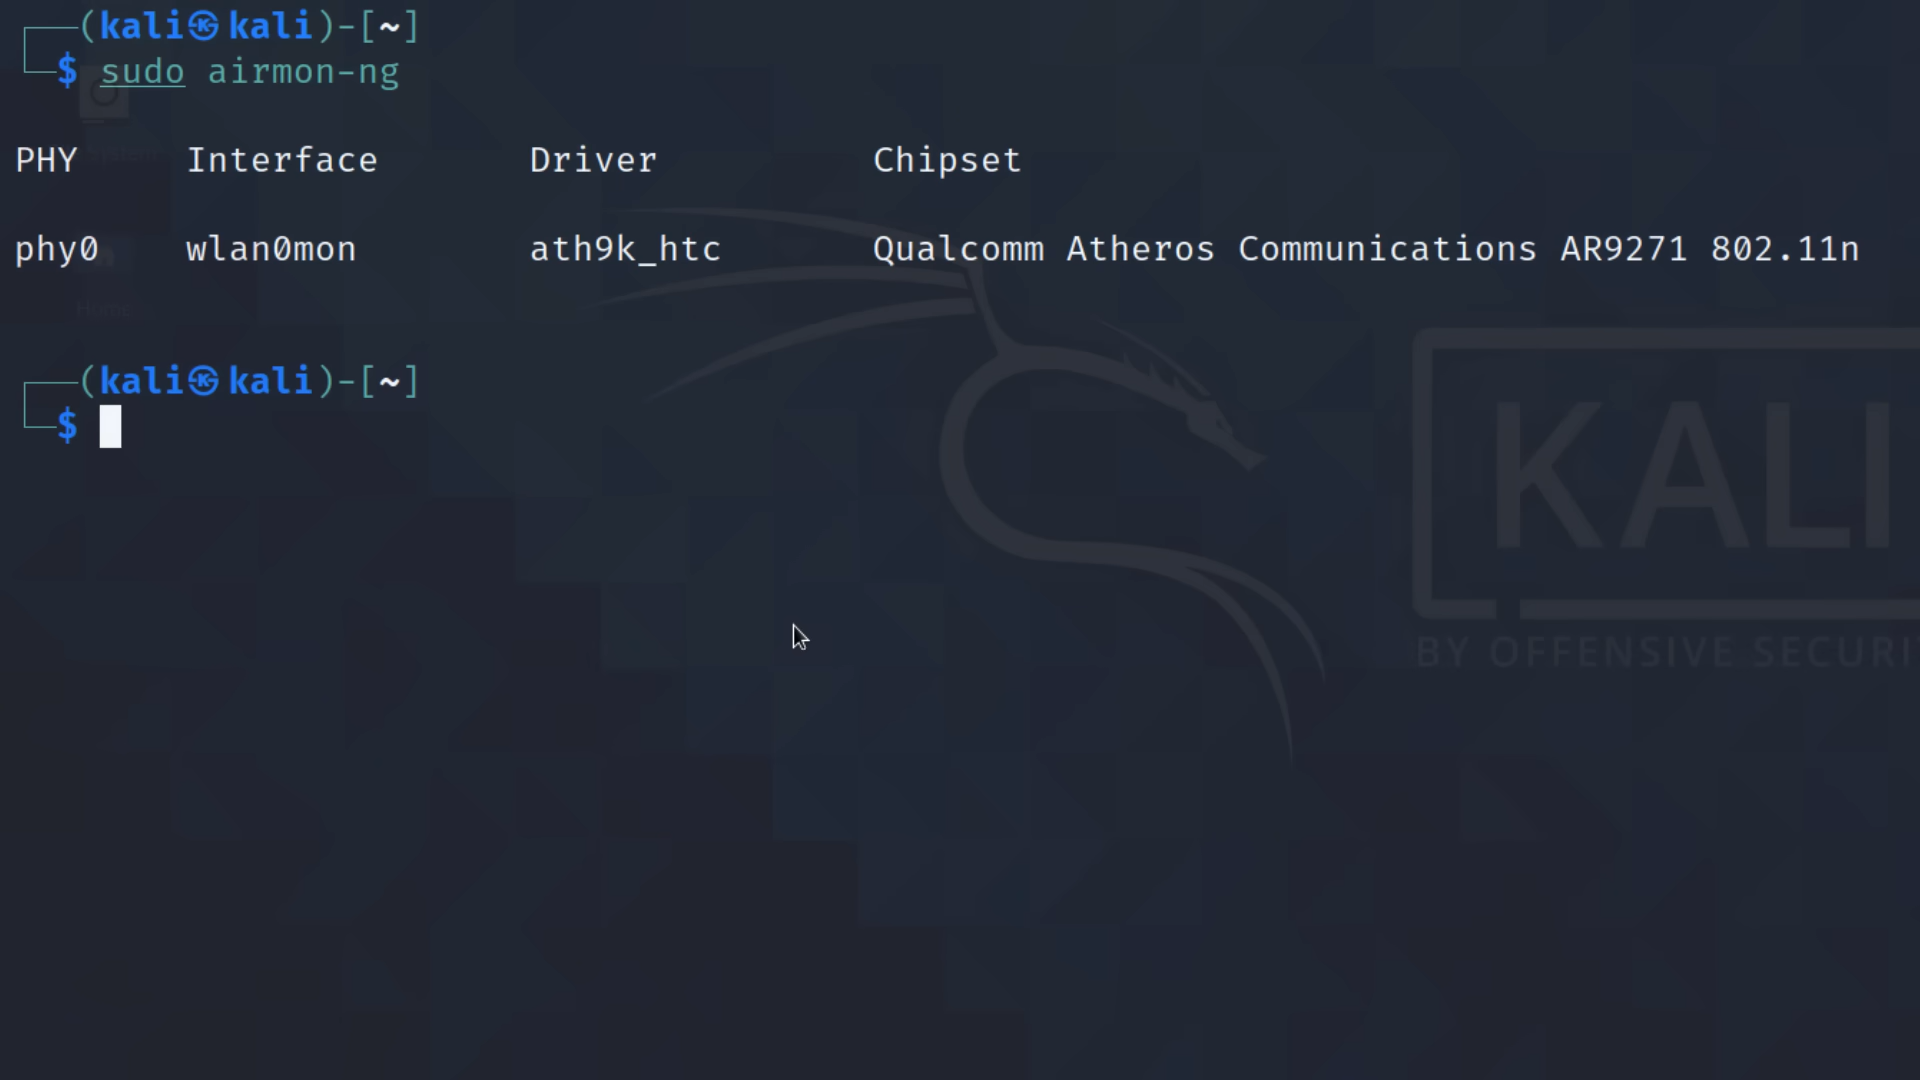 (kali㉿kali)-[~]
$ sudo airmon-ng
PHY Interface Driver Chipset
phy0 wlan0mon ath9k_htc Qualcomm Atheros Communications AR9271 802.11n
Home
(kali㉿kali)-[~]
$
KALI
BY OFFENSIVE SECURI